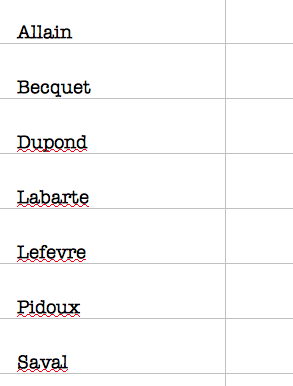 Allain
Becquet
Dupond
Labarte
Lefevre
Pidoux
Saval